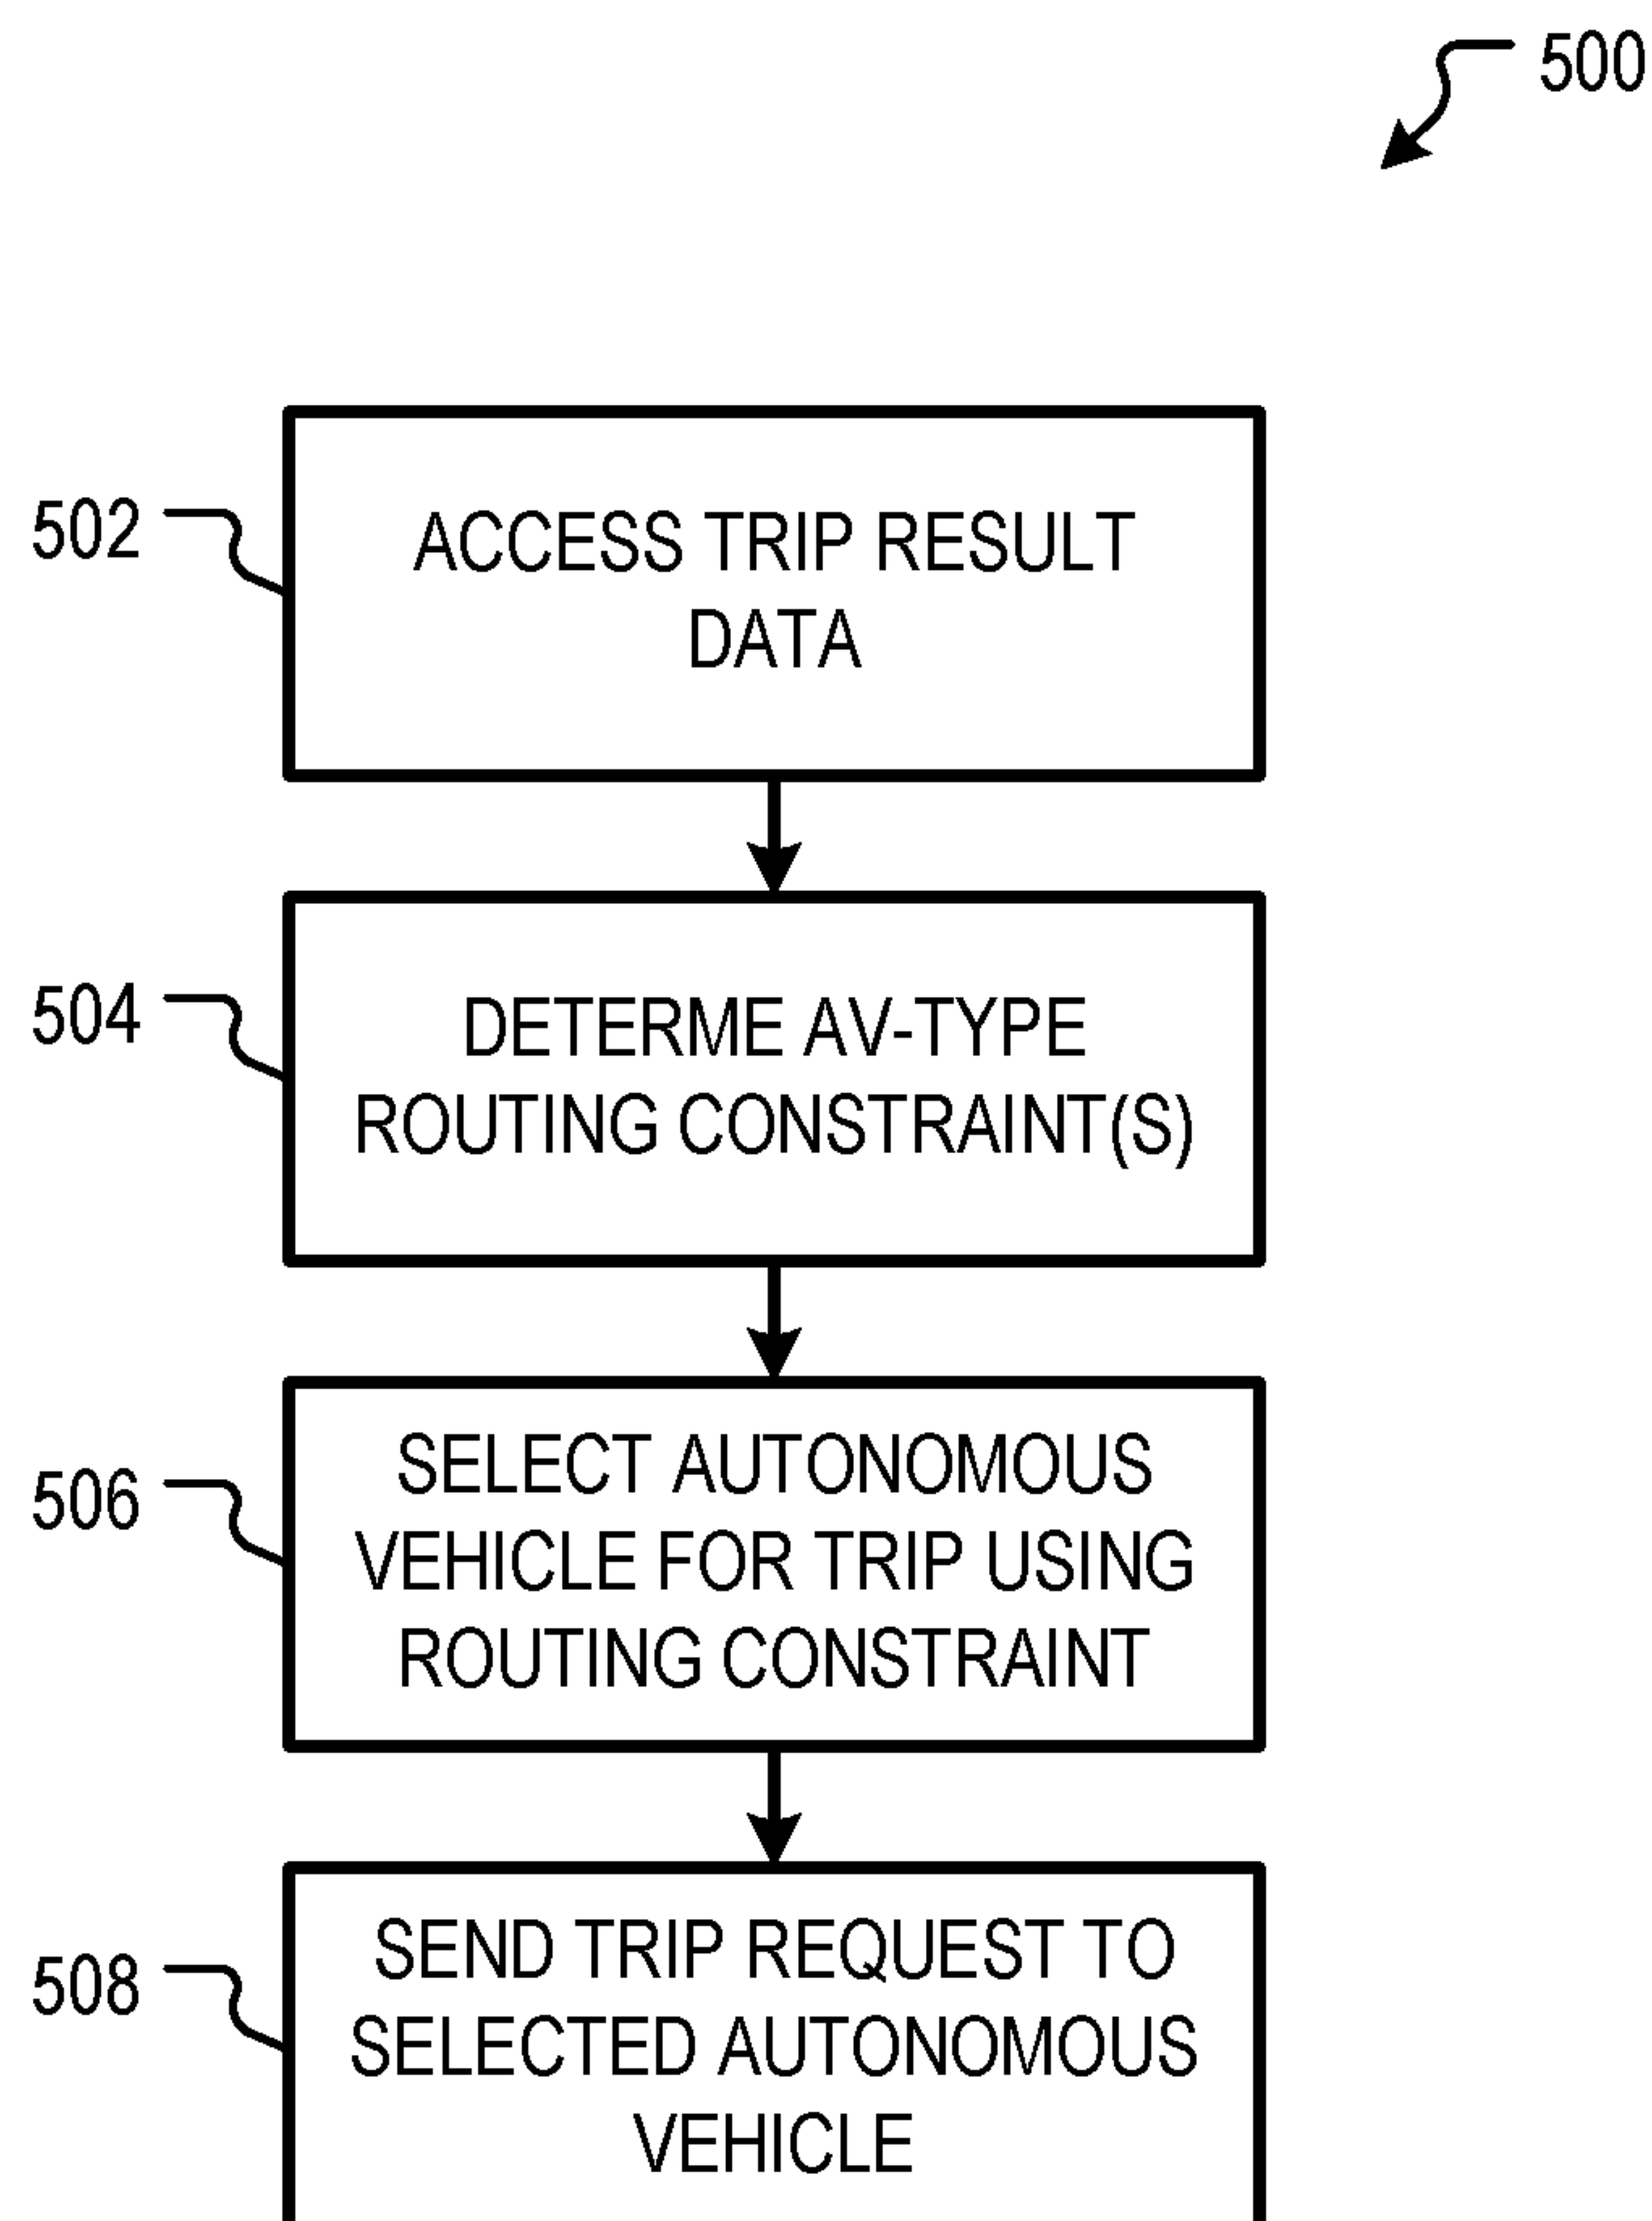 500
502
ACCESS TRIP RESULT
DATA
504
DETERME AV-TYPE
ROUTING CONSTRAINT(S)
506
SELECT AUTONOMOUS
VEHICLE FOR TRIP USING
ROUTING CONSTRAINT
508
SEND TRIP REQUEST TO
SELECTED AUTONOMOUS
VEHICLE